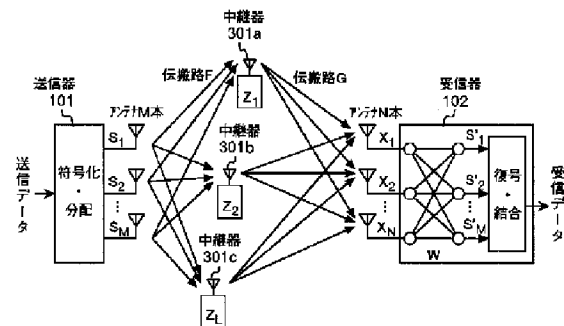 中継器
301a
送信器
101
アンテナM本
伝搬路F
Z1
伝搬路G
アンテナN本
受信器
102
送信データ
符号化・分配
S1
S2
SM
中継器
301b
Z2
中継器
301c
ZL
X1
X2
XN
W
S'1
S'2
S'M
復号・結合
受信データ